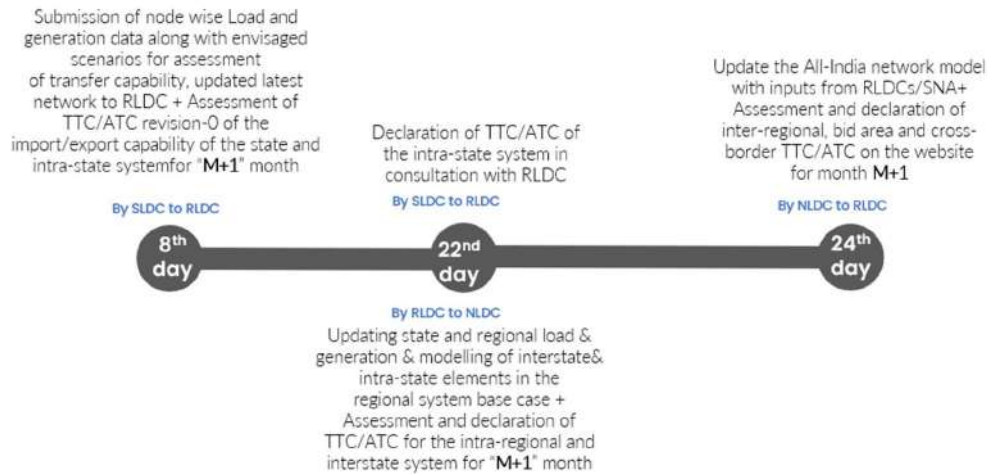 Submission of node wise Load and
generation data along with envisaged
scenarios for assessment
of transfer capability, updated latest
network to RLDC + Assessment of
TTC/ATC revision-0 of the
import/export capability of the state and
intra-state systemfor "M+1" month
By SLDC to RLDC
8th
day
Declaration of TTC/ATC of
the intra-state system in
consultation with RLDC
By SLDC to RLDC
22nd
day
By RLDC to NLDC
Updating state and regional load &
generation & modelling of interstate&
intra-state elements in the
regional system base case +
Assessment and declaration of
TTC/ATC for the intra-regional and
interstate system for "M+1" month
Update the All-India network model
with inputs from RLDCs/SNA+
Assessment and declaration of
inter-regional, bid area and cross-
border TTC/ATC on the website
for month M+1
By NLDC to RLDC
24th
day